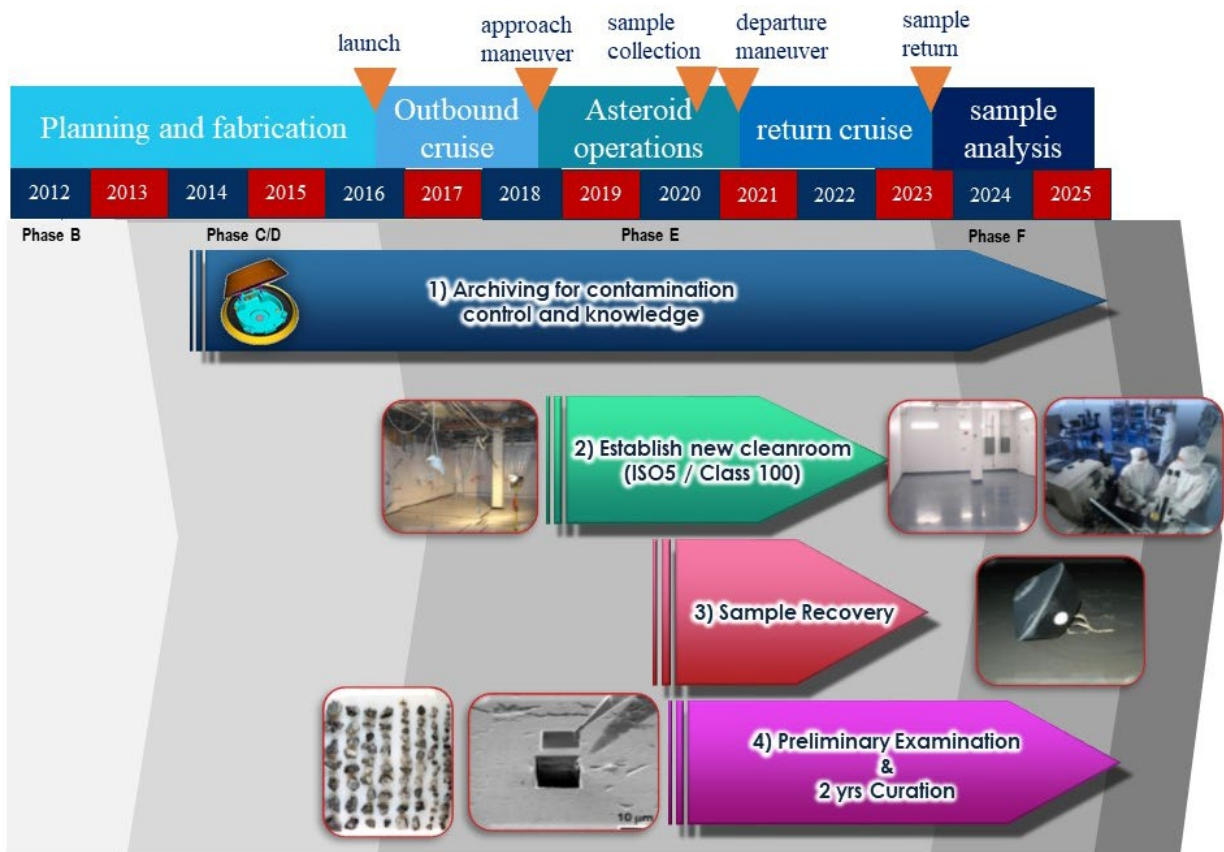 launch
approach
maneuver
sample
collection
departure
maneuver
sample
return
Planning and fabrication
Outbound
cruise
Asteroid
operations
return cruise
sample
analysis
2012 2013 2014 2015 2016 2017 2018 2019 2020 2021 2022 2023 2024 2025
Phase B Phase C/D Phase E Phase F
1) Archiving for contamination
control and knowledge
2) Establish new cleanroom
(ISO5 / Class 100)
3) Sample Recovery
4) Preliminary Examination
&
2 yrs Curation
10 μm